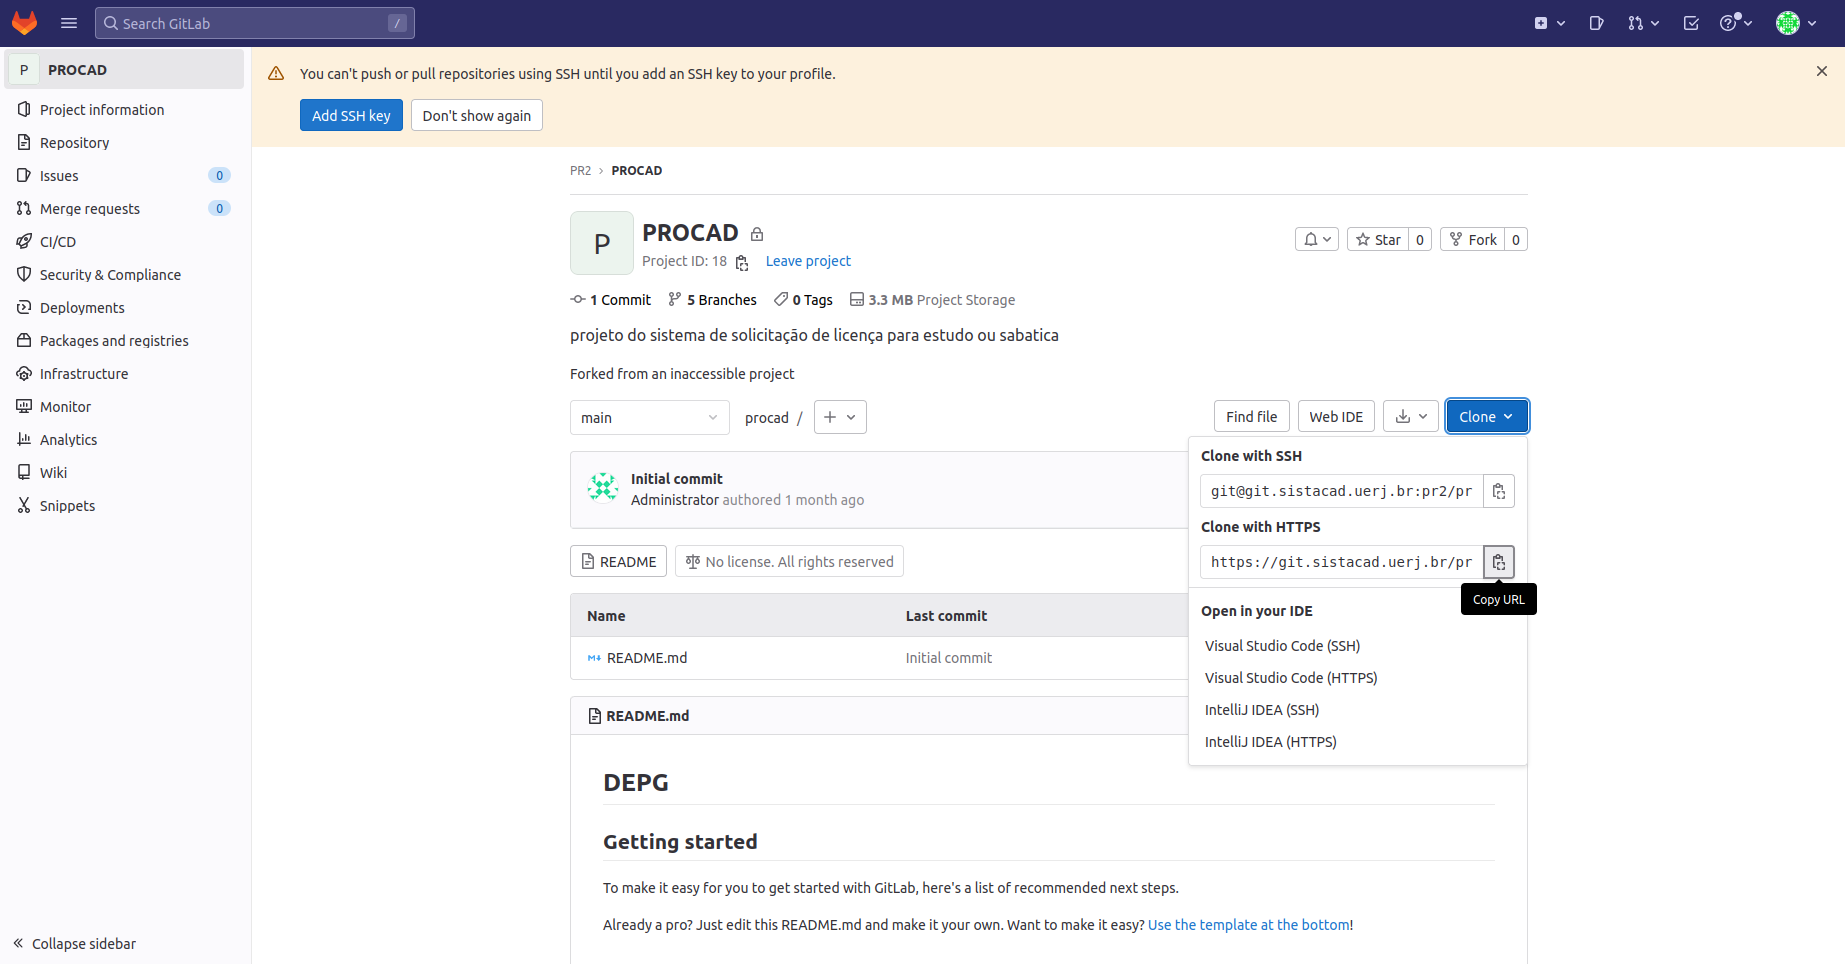 Search GitLab
/
P PROCAD
Project information
Repository
Issues 0
Merge requests 0
CI/CD
Security & Compliance
Deployments
Packages and registries
Infrastructure
Monitor
Analytics
Wiki
Snippets
Collapse sidebar
You can't push or pull repositories using SSH until you add an SSH key to your profile.
Add SSH key
Don't show again
PR2 > PROCAD
P
PROCAD
Project ID: 18
Leave project
Star 0
Fork 0
1 Commit
5 Branches
0 Tags
3.3 MB Project Storage
projeto do sistema de solicitação de licença para estudo ou sabatica
Forked from an inaccessible project
main
procad /
Find file
Web IDE
Clone
Initial commit
Administrator authored 1 month ago
README
No license. All rights reserved
Name Last commit
README.md Initial commit
Clone with SSH
git@git.sistacad.uerj.br:pr2/pr
Clone with HTTPS
https://git.sistacad.uerj.br/pr
Copy URL
Open in your IDE
Visual Studio Code (SSH)
Visual Studio Code (HTTPS)
IntelliJ IDEA (SSH)
IntelliJ IDEA (HTTPS)
README.md
DEPG
Getting started
To make it easy for you to get started with GitLab, here's a list of recommended next steps.
Already a pro? Just edit this README.md and make it your own. Want to make it easy? Use the template at the bottom!